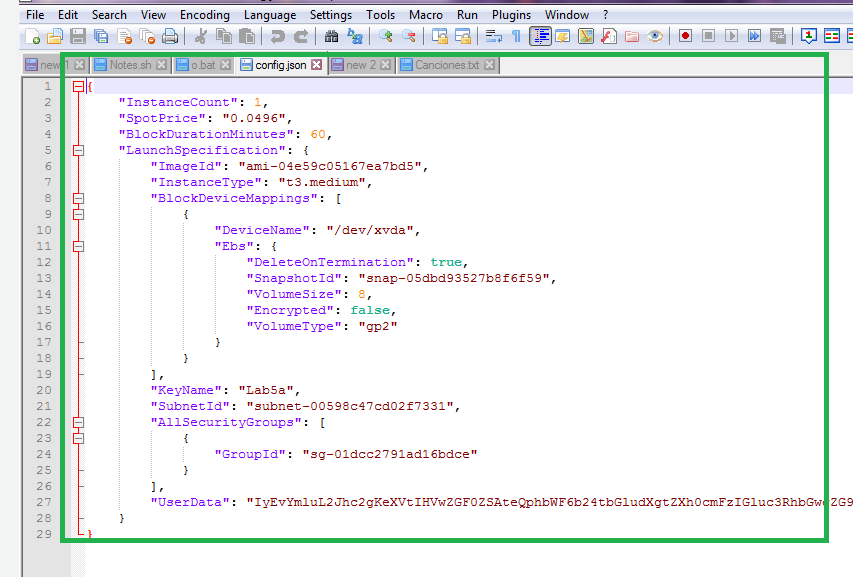 File Edit Search View Encoding Language Settings Tools Macro Run Plugins Window ?
new 1 Notes.sh o.bat config.json new 2 Canciones.txt
1 {
2 "InstanceCount": 1,
3 "SpotPrice": "0.0496",
4 "BlockDurationMinutes": 60,
5 "LaunchSpecification": {
6 "ImageId": "ami-04e59c05167ea7bd5",
7 "InstanceType": "t3.medium",
8 "BlockDeviceMappings": [
9 {
10 "DeviceName": "/dev/xvda",
11 "Ebs": {
12 "DeleteOnTermination": true,
13 "SnapshotId": "snap-05dbd93527b8f6f59",
14 "VolumeSize": 8,
15 "Encrypted": false,
16 "VolumeType": "gp2"
17 }
18 }
19 ],
20 "KeyName": "Lab5a",
21 "SubnetId": "subnet-00598c47cd02f7331",
22 "AllSecurityGroups": [
23 {
24 "GroupId": "sg-01dcc2791ad16bdce"
25 }
26 ],
27 "UserData":
28 }
29 }